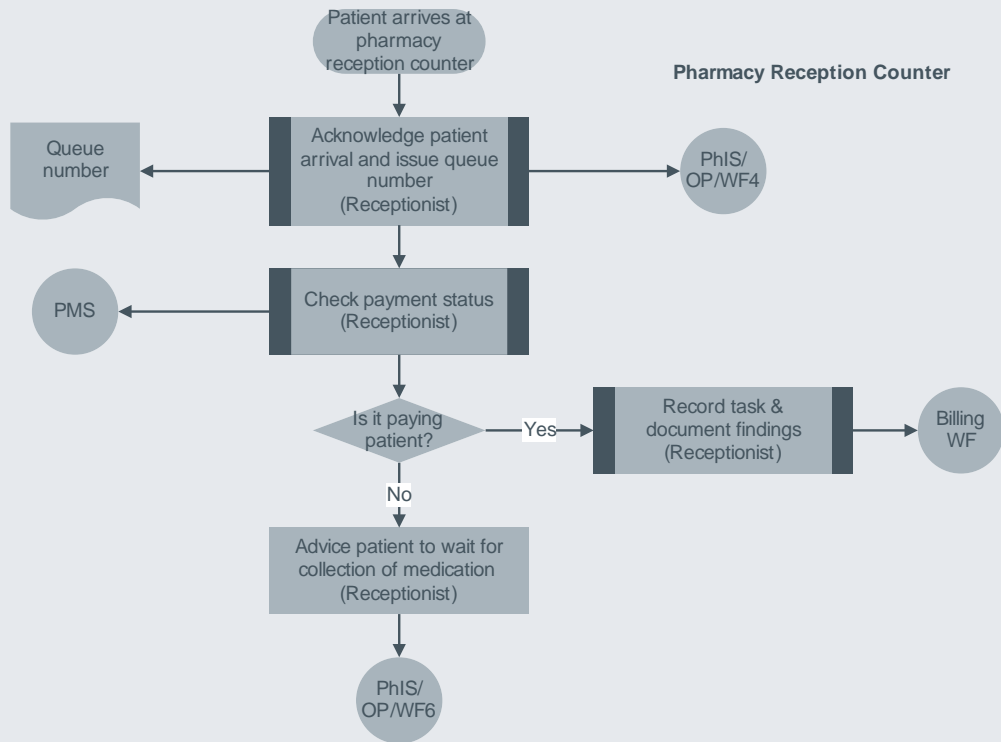 Patient arrives at
pharmacy
reception counter
Pharmacy Reception Counter
Queue
number
Acknowledge patient
arrival and issue queue
number
(Receptionist)
PhIS/
OP/WF4
PMS
Check payment status
(Receptionist)
Is it paying
patient?
Yes
Record task &
document findings
(Receptionist)
Billing
WF
No
Advice patient to wait for
collection of medication
(Receptionist)
PhIS/
OP/WF6